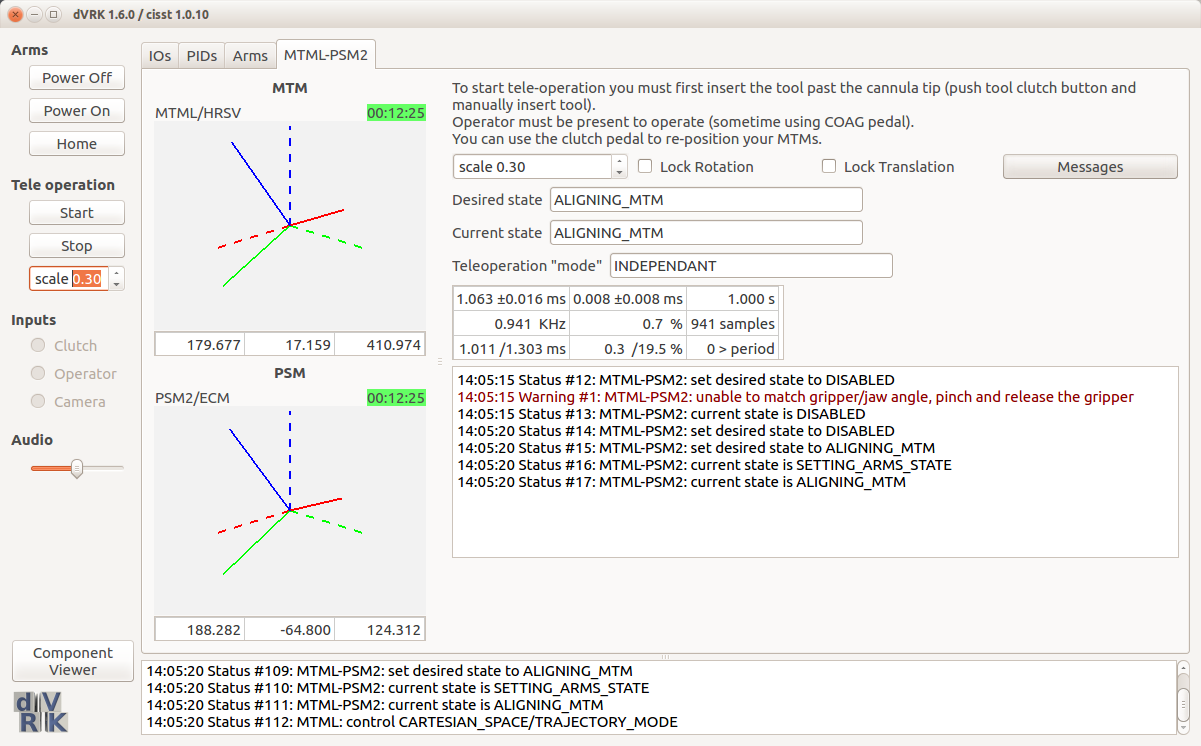 dVRK 1.6.0 / cisst 1.0.10
Arms
Power Off
Power On
Home
Tele operation
Start
Stop
scale 0.30
Inputs
Clutch
Operator
Camera
Audio
Component
Viewer
dVRK
IOs PIDs Arms MTML-PSM2
MTM
MTML/HRSV 00:12:25
179.677 17.159 410.974
PSM
PSM2/ECM 00:12:25
188.282 -64.800 124.312
To start tele-operation you must first insert the tool past the cannula tip (push tool clutch button and
manually insert tool).
Operator must be present to operate (sometime using COAG pedal).
You can use the clutch pedal to re-position your MTMs.
scale 0.30 Lock Rotation Lock Translation Messages
Desired state ALIGNING_MTM
Current state ALIGNING_MTM
Teleoperation "mode" INDEPENDANT
1.063 ±0.016 ms 0.008 ±0.008 ms 1.000 s
0.941 KHz 0.7 % 941 samples
1.011 /1.303 ms 0.3 /19.5 % 0 > period
14:05:15 Status #12: MTML-PSM2: set desired state to DISABLED
14:05:15 Warning #1: MTML-PSM2: unable to match gripper/jaw angle, pinch and release the gripper
14:05:15 Status #13: MTML-PSM2: current state is DISABLED
14:05:20 Status #14: MTML-PSM2: set desired state to DISABLED
14:05:20 Status #15: MTML-PSM2: set desired state to ALIGNING_MTM
14:05:20 Status #16: MTML-PSM2: current state is SETTING_ARMS_STATE
14:05:20 Status #17: MTML-PSM2: current state is ALIGNING_MTM
14:05:20 Status #109: MTML-PSM2: set desired state to ALIGNING_MTM
14:05:20 Status #110: MTML-PSM2: current state is SETTING_ARMS_STATE
14:05:20 Status #111: MTML-PSM2: current state is ALIGNING_MTM
14:05:20 Status #112: MTML: control CARTESIAN_SPACE/TRAJECTORY_MODE